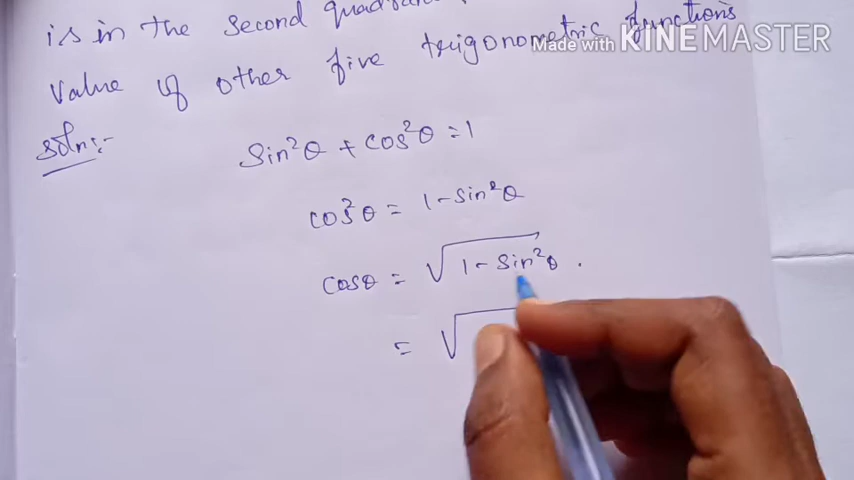 is in the second quadrant
Made with KINEMASTER
value of other five trigonometric functions
soln:-
Sin²θ + cos²θ = 1
cos²θ = 1 - sin²θ
cosθ = √1 - sin²θ .
= √